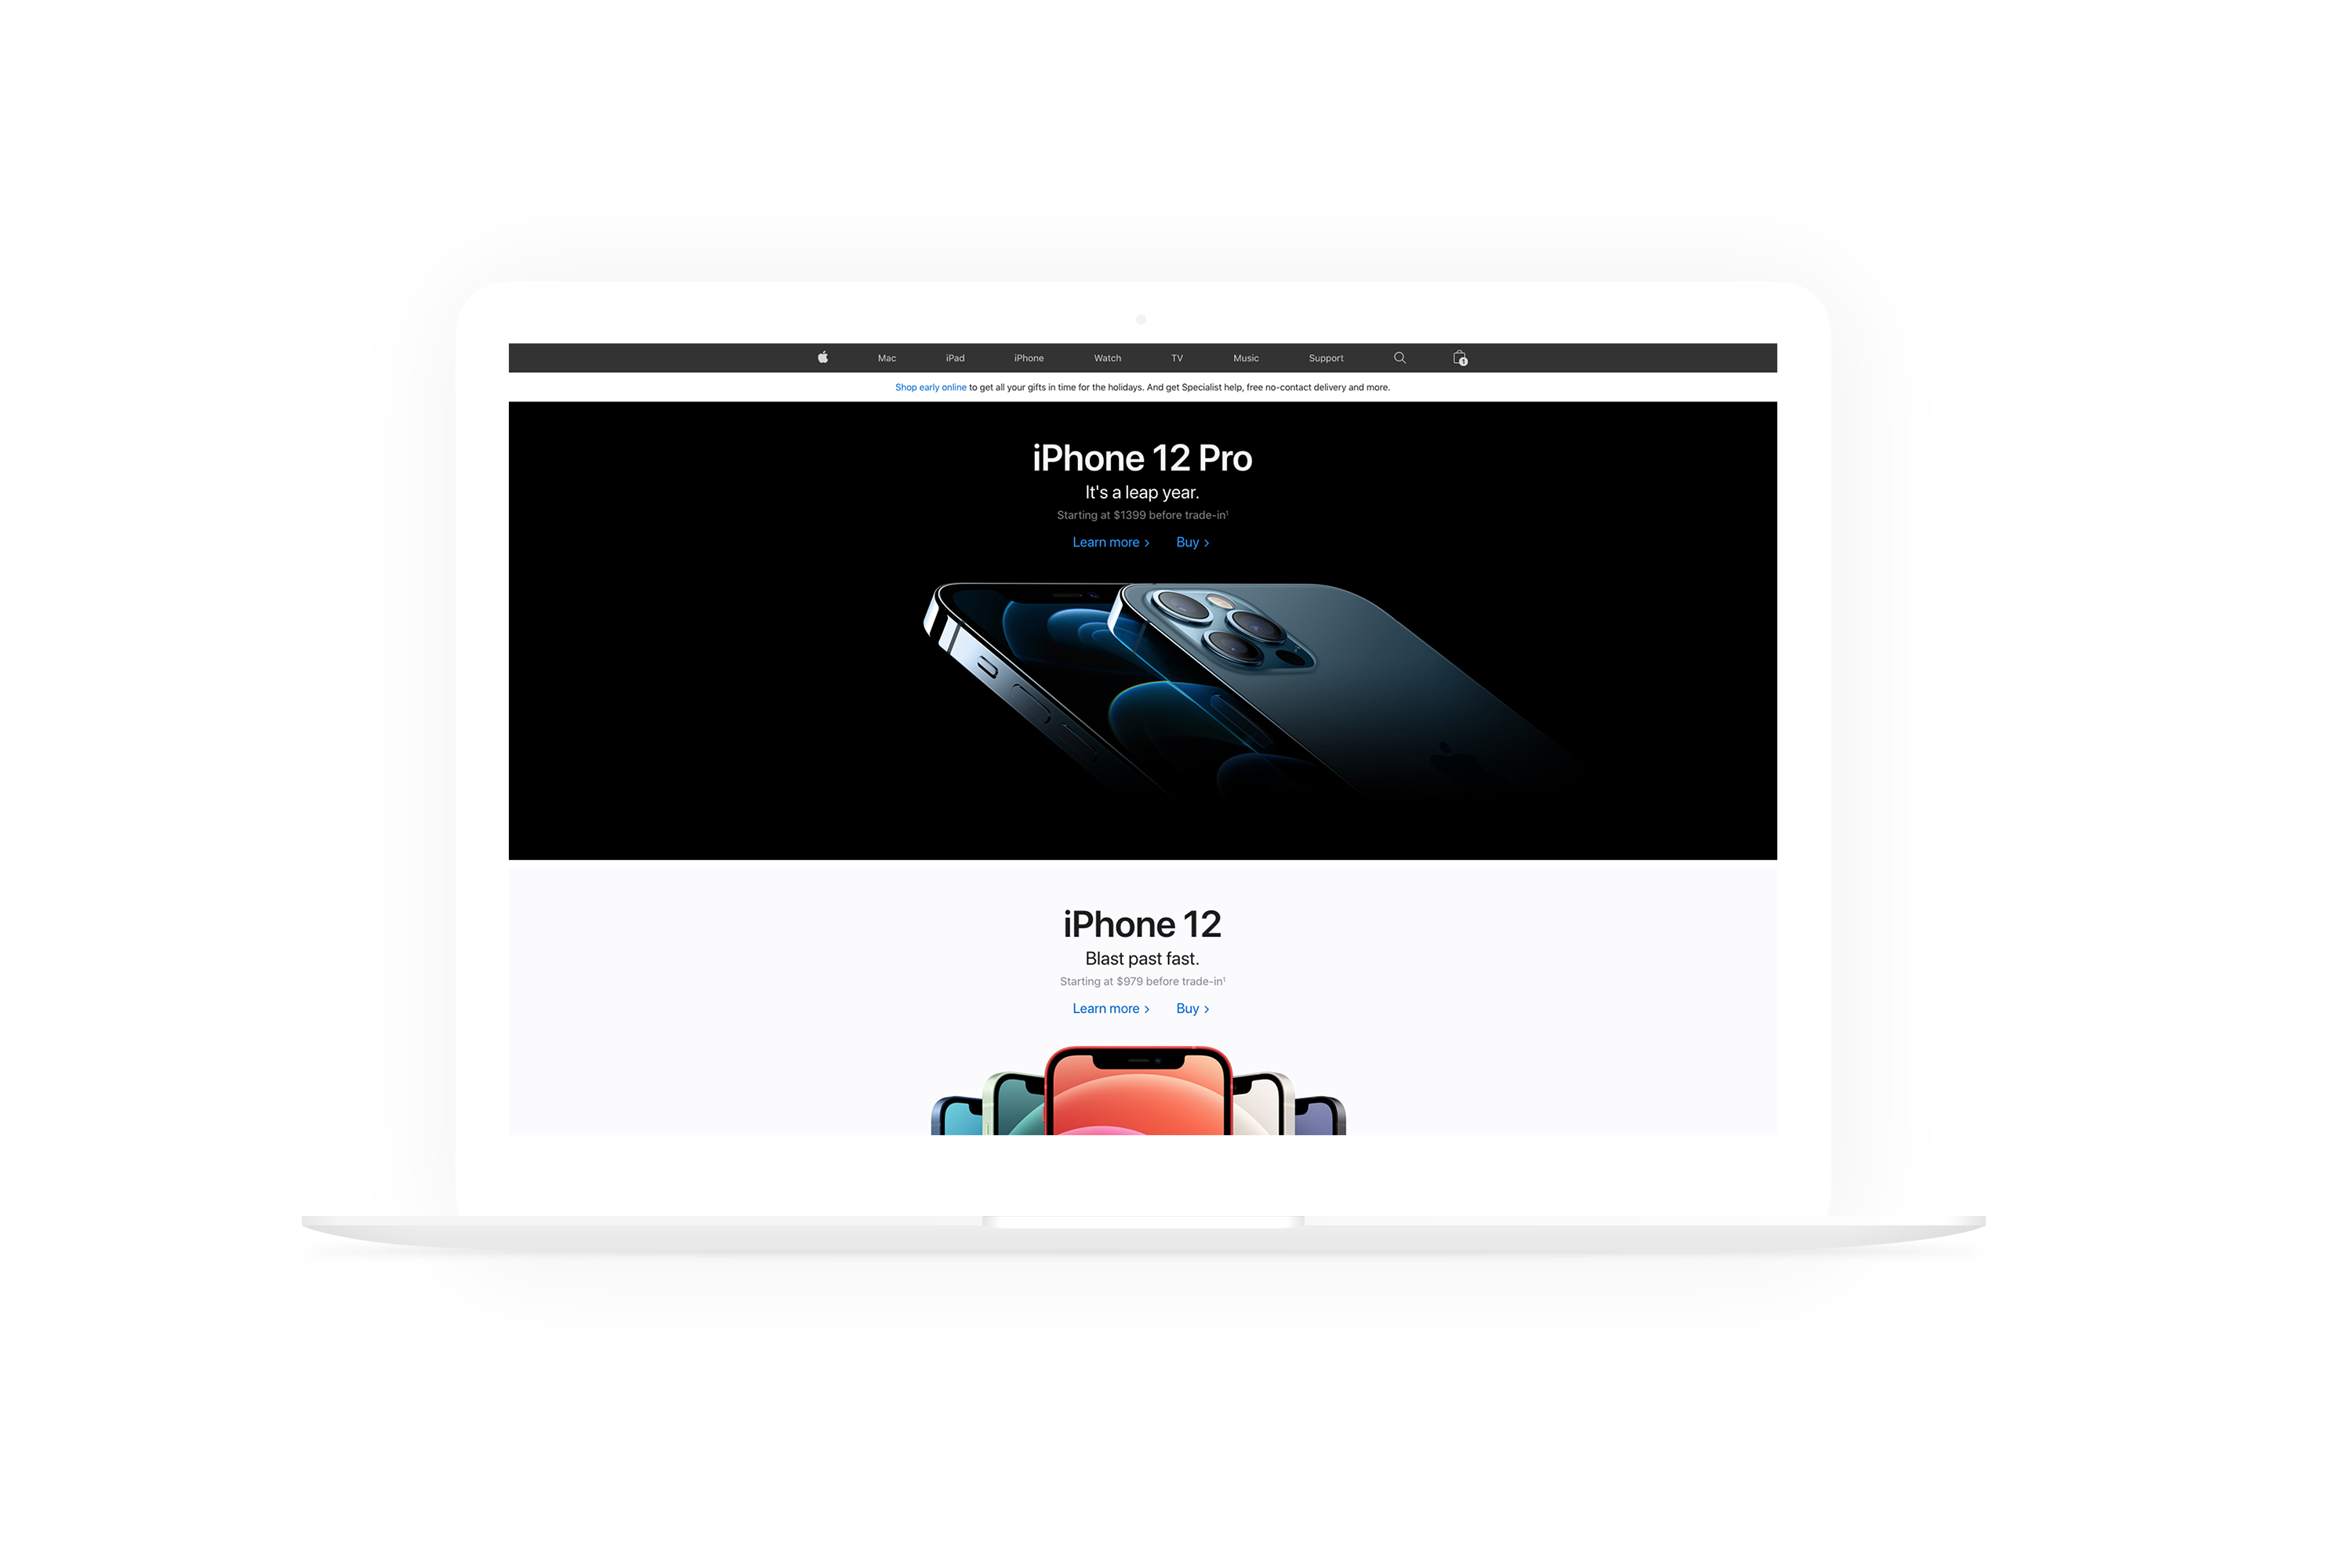 Mac iPad iPhone Watch TV Music Support 1
Shop early online to get all your gifts in time for the holidays. And get Specialist help, free no-contact delivery and more.
iPhone 12 Pro
It's a leap year.
Starting at $1399 before trade-in¹
Learn more > Buy >
iPhone 12
Blast past fast.
Starting at $979 before trade-in¹
Learn more > Buy >